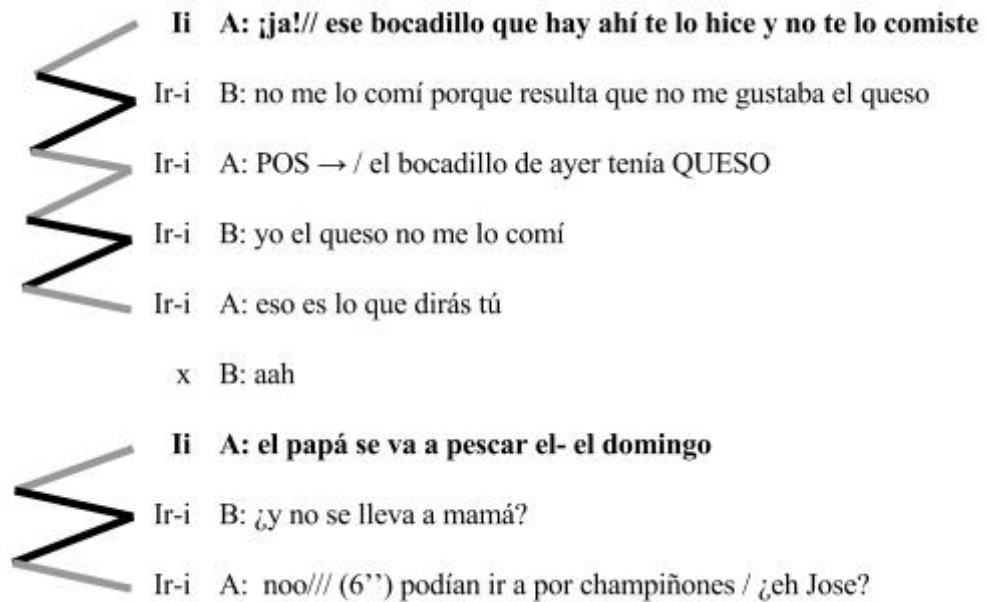 Ii A: ¡ja!// ese bocadillo que hay ahí te lo hice y no te lo comiste
Ir-i B: no me lo comí porque resulta que no me gustaba el queso
Ir-i A: POS → / el bocadillo de ayer tenía QUESO
Ir-i B: yo el queso no me lo comí
Ir-i A: eso es lo que dirás tú
x B: aah
Ii A: el papá se va a pescar el- el domingo
Ir-i B: ¿y no se lleva a mamá?
Ir-i A: noo/// (6’’) podían ir a por champiñones / ¿eh Jose?